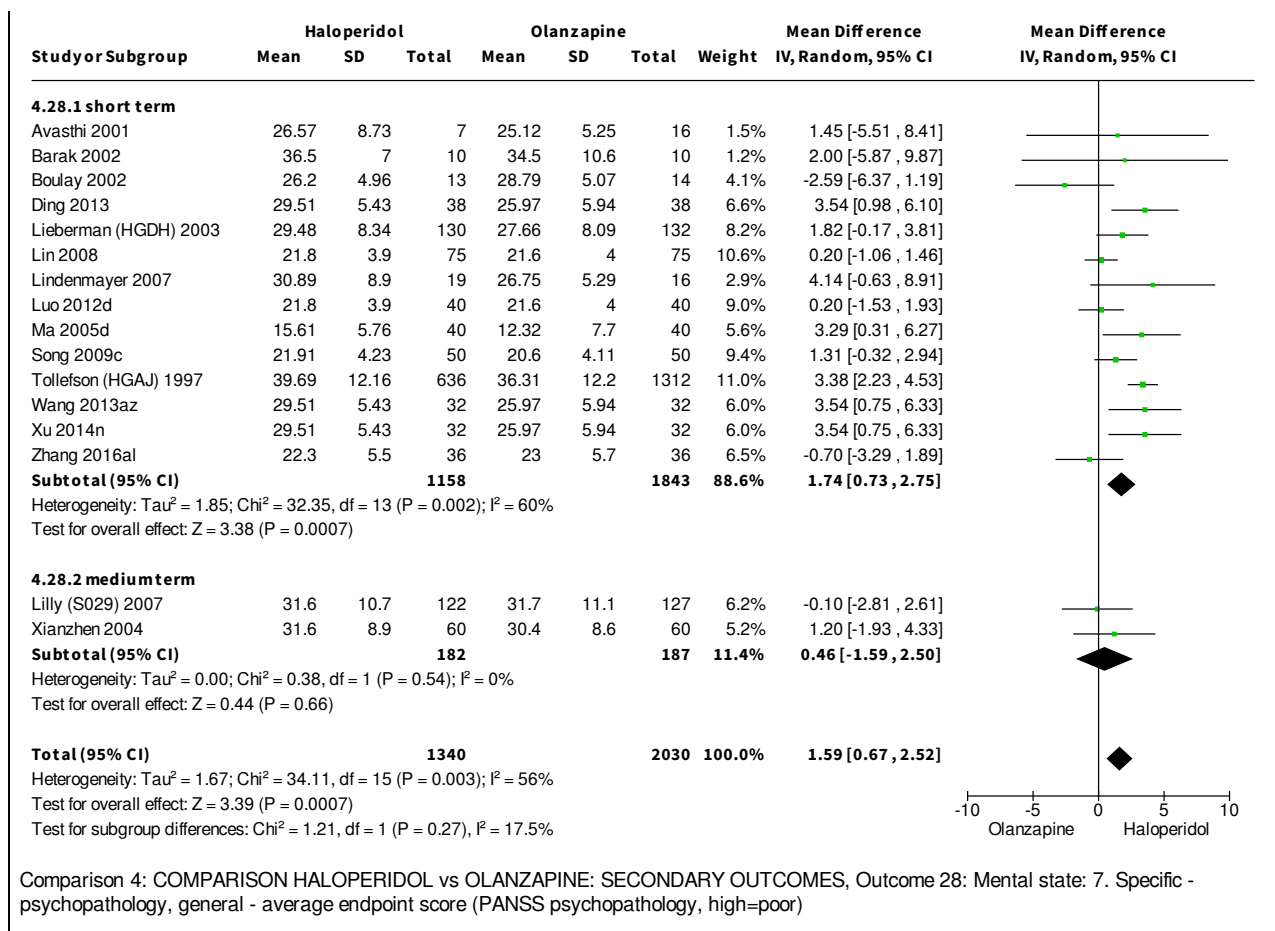 Haloperidol Olanzapine Mean Difference Mean Difference
Study or Subgroup Mean SD Total Mean SD Total Weight IV, Random, 95% CI IV, Random, 95% CI
4.28.1 short term
Avasthi 2001 26.57 8.73 7 25.12 5.25 16 1.5% 1.45 [-5.51 , 8.41]
Barak 2002 36.5 7 10 34.5 10.6 10 1.2% 2.00 [-5.87 , 9.87]
Boulay 2002 26.2 4.96 13 28.79 5.07 14 4.1% -2.59 [-6.37 , 1.19]
Ding 2013 29.51 5.43 38 25.97 5.94 38 6.6% 3.54 [0.98 , 6.10]
Lieberman (HGDH) 2003 29.48 8.34 130 27.66 8.09 132 8.2% 1.82 [-0.17 , 3.81]
Lin 2008 21.8 3.9 75 21.6 4 75 10.6% 0.20 [-1.06 , 1.46]
Lindenmayer 2007 30.89 8.9 19 26.75 5.29 16 2.9% 4.14 [-0.63 , 8.91]
Luo 2012d 21.8 3.9 40 21.6 4 40 9.0% 0.20 [-1.53 , 1.93]
Ma 2005d 15.61 5.76 40 12.32 7.7 40 5.6% 3.29 [0.31 , 6.27]
Song 2009c 21.91 4.23 50 20.6 4.11 50 9.4% 1.31 [-0.32 , 2.94]
Tollefson (HGAJ) 1997 39.69 12.16 636 36.31 12.2 1312 11.0% 3.38 [2.23 , 4.53]
Wang 2013az 29.51 5.43 32 25.97 5.94 32 6.0% 3.54 [0.75 , 6.33]
Xu 2014n 29.51 5.43 32 25.97 5.94 32 6.0% 3.54 [0.75 , 6.33]
Zhang 2016al 22.3 5.5 36 23 5.7 36 6.5% -0.70 [-3.29 , 1.89]
Subtotal (95% CI) 1158 1843 88.6% 1.74 [0.73 , 2.75]
Heterogeneity: Tau² = 1.85; Chi² = 32.35, df = 13 (P = 0.002); I² = 60%
Test for overall effect: Z = 3.38 (P = 0.0007)
4.28.2 medium term
Lilly (S029) 2007 31.6 10.7 122 31.7 11.1 127 6.2% -0.10 [-2.81 , 2.61]
Xianzhen 2004 31.6 8.9 60 30.4 8.6 60 5.2% 1.20 [-1.93 , 4.33]
Subtotal (95% CI) 182 187 11.4% 0.46 [-1.59 , 2.50]
Heterogeneity: Tau² = 0.00; Chi² = 0.38, df = 1 (P = 0.54); I² = 0%
Test for overall effect: Z = 0.44 (P = 0.66)
Total (95% CI) 1340 2030 100.0% 1.59 [0.67 , 2.52]
Heterogeneity: Tau² = 1.67; Chi² = 34.11, df = 15 (P = 0.003); I² = 56%
Test for overall effect: Z = 3.39 (P = 0.0007)
Test for subgroup differences: Chi² = 1.21, df = 1 (P = 0.27), I² = 17.5%
-10 -5 0 5 10
Olanzapine Haloperidol
Comparison 4: COMPARISON HALOPERIDOL vs OLANZAPINE: SECONDARY OUTCOMES, Outcome 28: Mental state: 7. Specific -
psychopathology, general - average endpoint score (PANSS psychopathology, high=poor)